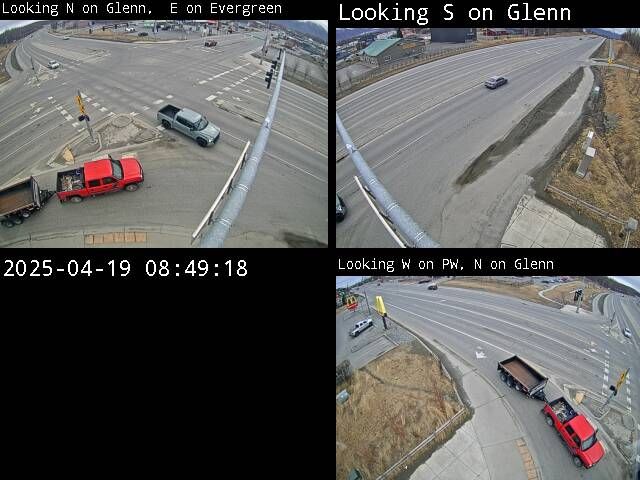 Looking N on Glenn,  E on Evergreen
Looking S on Glenn
2025-04-19 08:49:18
Looking W on PW, N on Glenn